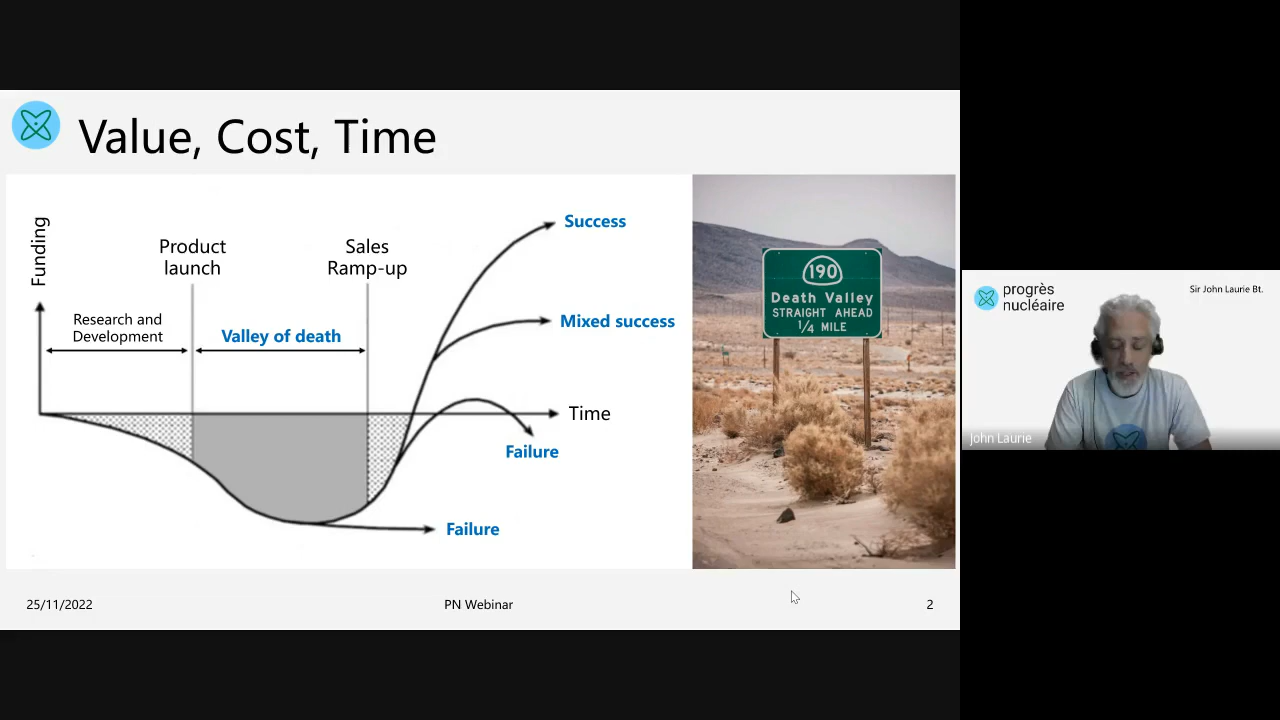 Value, Cost, Time
Funding
Product
launch
Sales
Ramp-up
Research and
Development
Valley of death
Success
Mixed success
Time
Failure
Failure
190
Death Valley
STRAIGHT AHEAD
1/4 MILE
25/11/2022
PN Webinar
2
progrès
nucléaire
Sir John Laurie Bt.
John Laurie